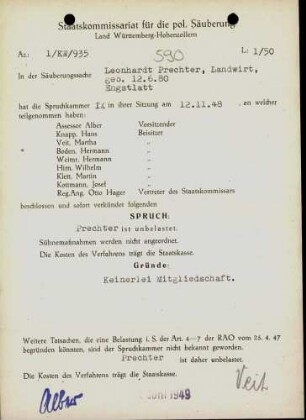 Staatskommissariat für die pol. Säuberung
Land Württemberg-Hohenzollern
Az.: 1/KW/935 590 L: 1/50
In der Säuberungssache Leonhardt Prechter, Landwirt,
geb. 12.6.80
Engstlatt
hat die Spruchkammer II in ihrer Sitzung am 12.11.48 , an welcher
teilgenommen haben:
Assessor Alber Vorsitzender
Knapp, Hans Beisitzer
Veit, Martha "
Boden, Hermann "
Weimr, Hermann "
Hirn, Wilhelm "
Klett, Martin "
Kottmann, Josef "
Reg.Ang. Otto Hager Vertreter des Staatskommissars
beschlossen und sofort verkündet folgenden
SPRUCH:
Prechter ist unbelastet.
Sühnemaßnahmen werden nicht angeordnet.
Die Kosten des Verfahrens trägt die Staatskasse.
Gründe:
Keinerlei Mitgliedschaft.
Weitere Tatsachen, die eine Belastung i. S. der Art. 4–7 der RAO vom 25. 4. 47
begründen könnten, sind der Spruchkammer nicht bekannt geworden.
Prechter ist daher unbelastet.
Die Kosten des Verfahrens trägt die Staatskasse.
Alber 1949 Veit